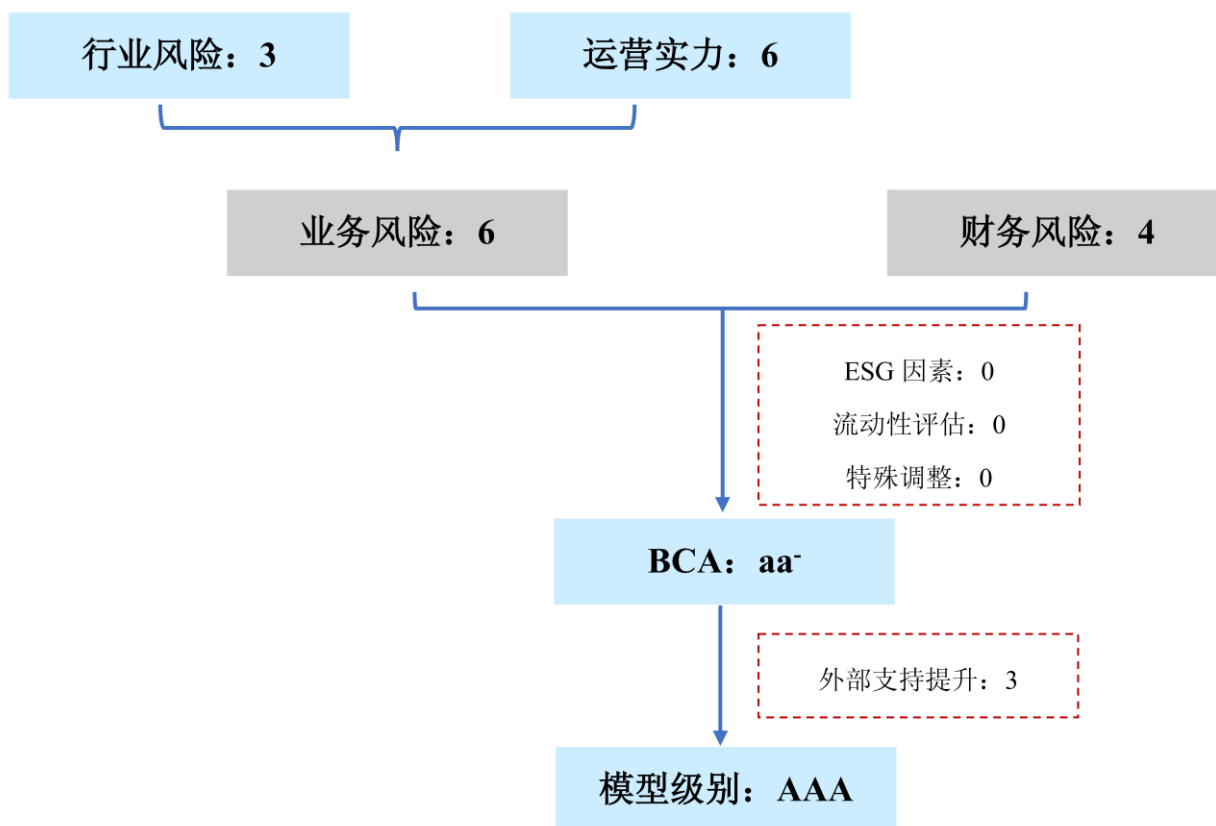 行业风险：3
运营实力：6
业务风险：6
财务风险：4
ESG 因素：0
流动性评估：0
特殊调整：0
BCA：aa⁻
外部支持提升：3
模型级别：AAA